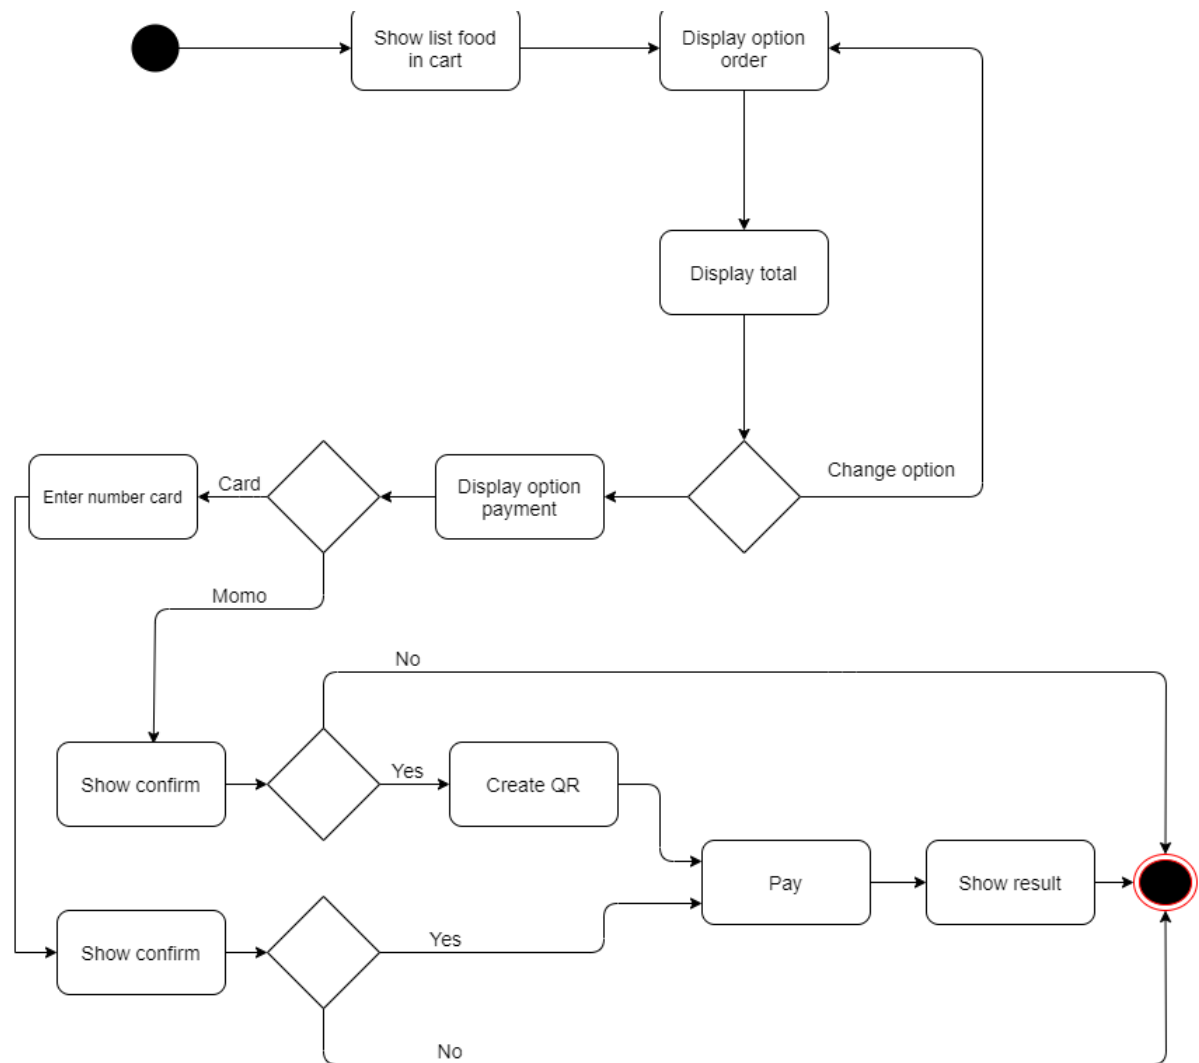 Show list food
in cart
Display option
order
Display total
Change option
Display option
payment
Card
Enter number card
Momo
No
Show confirm
Yes
Create QR
Pay
Show result
Show confirm
Yes
No